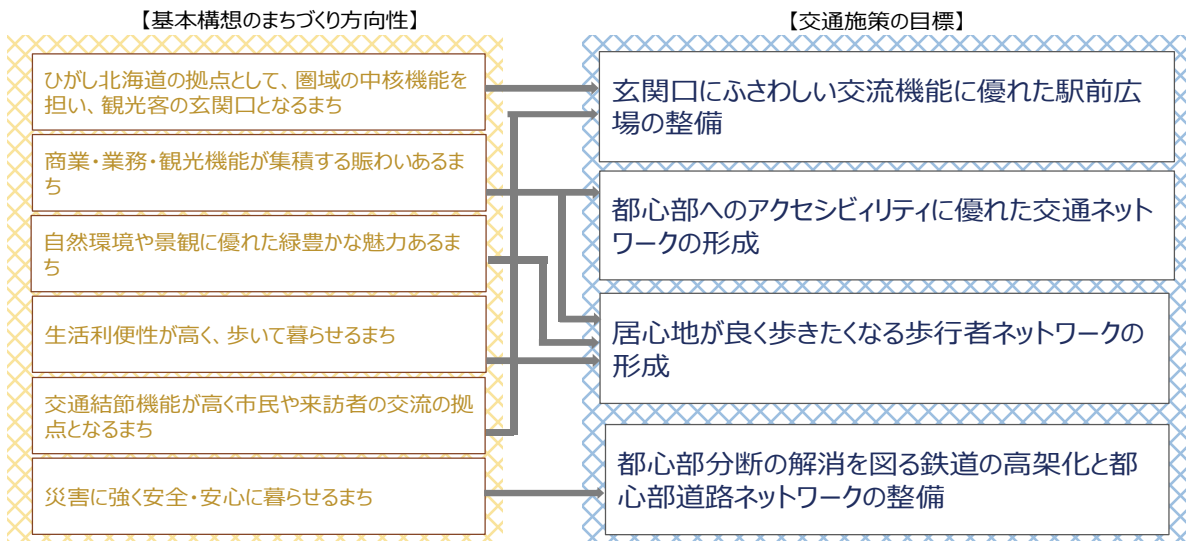 【基本構想のまちづくり方向性】
ひがし北海道の拠点として、圏域の中核機能を
担い、観光客の玄関口となるまち
商業・業務・観光機能が集積する賑わいあるま
ち
自然環境や景観に優れた緑豊かな魅力あるま
ち
生活利便性が高く、歩いて暮らせるまち
交通結節機能が高く市民や来訪者の交流の拠
点となるまち
災害に強く安全・安心に暮らせるまち
【交通施策の目標】
玄関口にふさわしい交流機能に優れた駅前広
場の整備
都心部へのアクセシビィリティに優れた交通ネット
ワークの形成
居心地が良く歩きたくなる歩行者ネットワークの
形成
都心部分断の解消を図る鉄道の高架化と都
心部道路ネットワークの整備